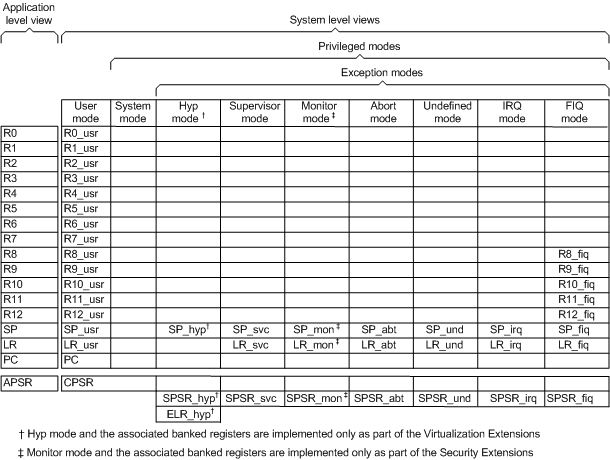 Application level view System level views
Privileged modes
Exception modes
User mode System mode Hyp mode † Supervisor mode Monitor mode ‡ Abort mode Undefined mode IRQ mode FIQ mode
R0 R0_usr
R1 R1_usr
R2 R2_usr
R3 R3_usr
R4 R4_usr
R5 R5_usr
R6 R6_usr
R7 R7_usr
R8 R8_usr R8_fiq
R9 R9_usr R9_fiq
R10 R10_usr R10_fiq
R11 R11_usr R11_fiq
R12 R12_usr R12_fiq
SP SP_usr SP_hyp† SP_svc SP_mon‡ SP_abt SP_und SP_irq SP_fiq
LR LR_usr LR_svc LR_mon‡ LR_abt LR_und LR_irq LR_fiq
PC PC
APSR CPSR
SPSR_hyp† SPSR_svc SPSR_mon‡ SPSR_abt SPSR_und SPSR_irq SPSR_fiq
ELR_hyp†
† Hyp mode and the associated banked registers are implemented only as part of the Virtualization Extensions
‡ Monitor mode and the associated banked registers are implemented only as part of the Security Extensions